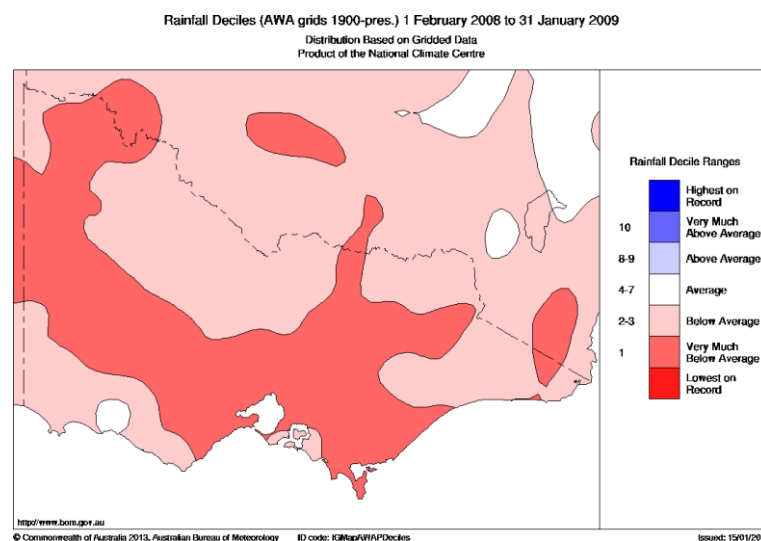 Rainfall Deciles (AWA grids 1900-pres.) 1 February 2008 to 31 January 2009
Distribution Based on Gridded Data
Product of the National Climate Centre
Rainfall Decile Ranges
Highest on
Record
10
Very Much
Above Average
8-9
Above Average
4-7
Average
2-3
Below Average
1
Very Much
Below Average
Lowest on
Record
http://www.bom.gov.au
© Commonwealth of Australia 2013, Australian Bureau of Meteorology
ID code: IGMapAWAPDeciles
Issued: 15/01/20